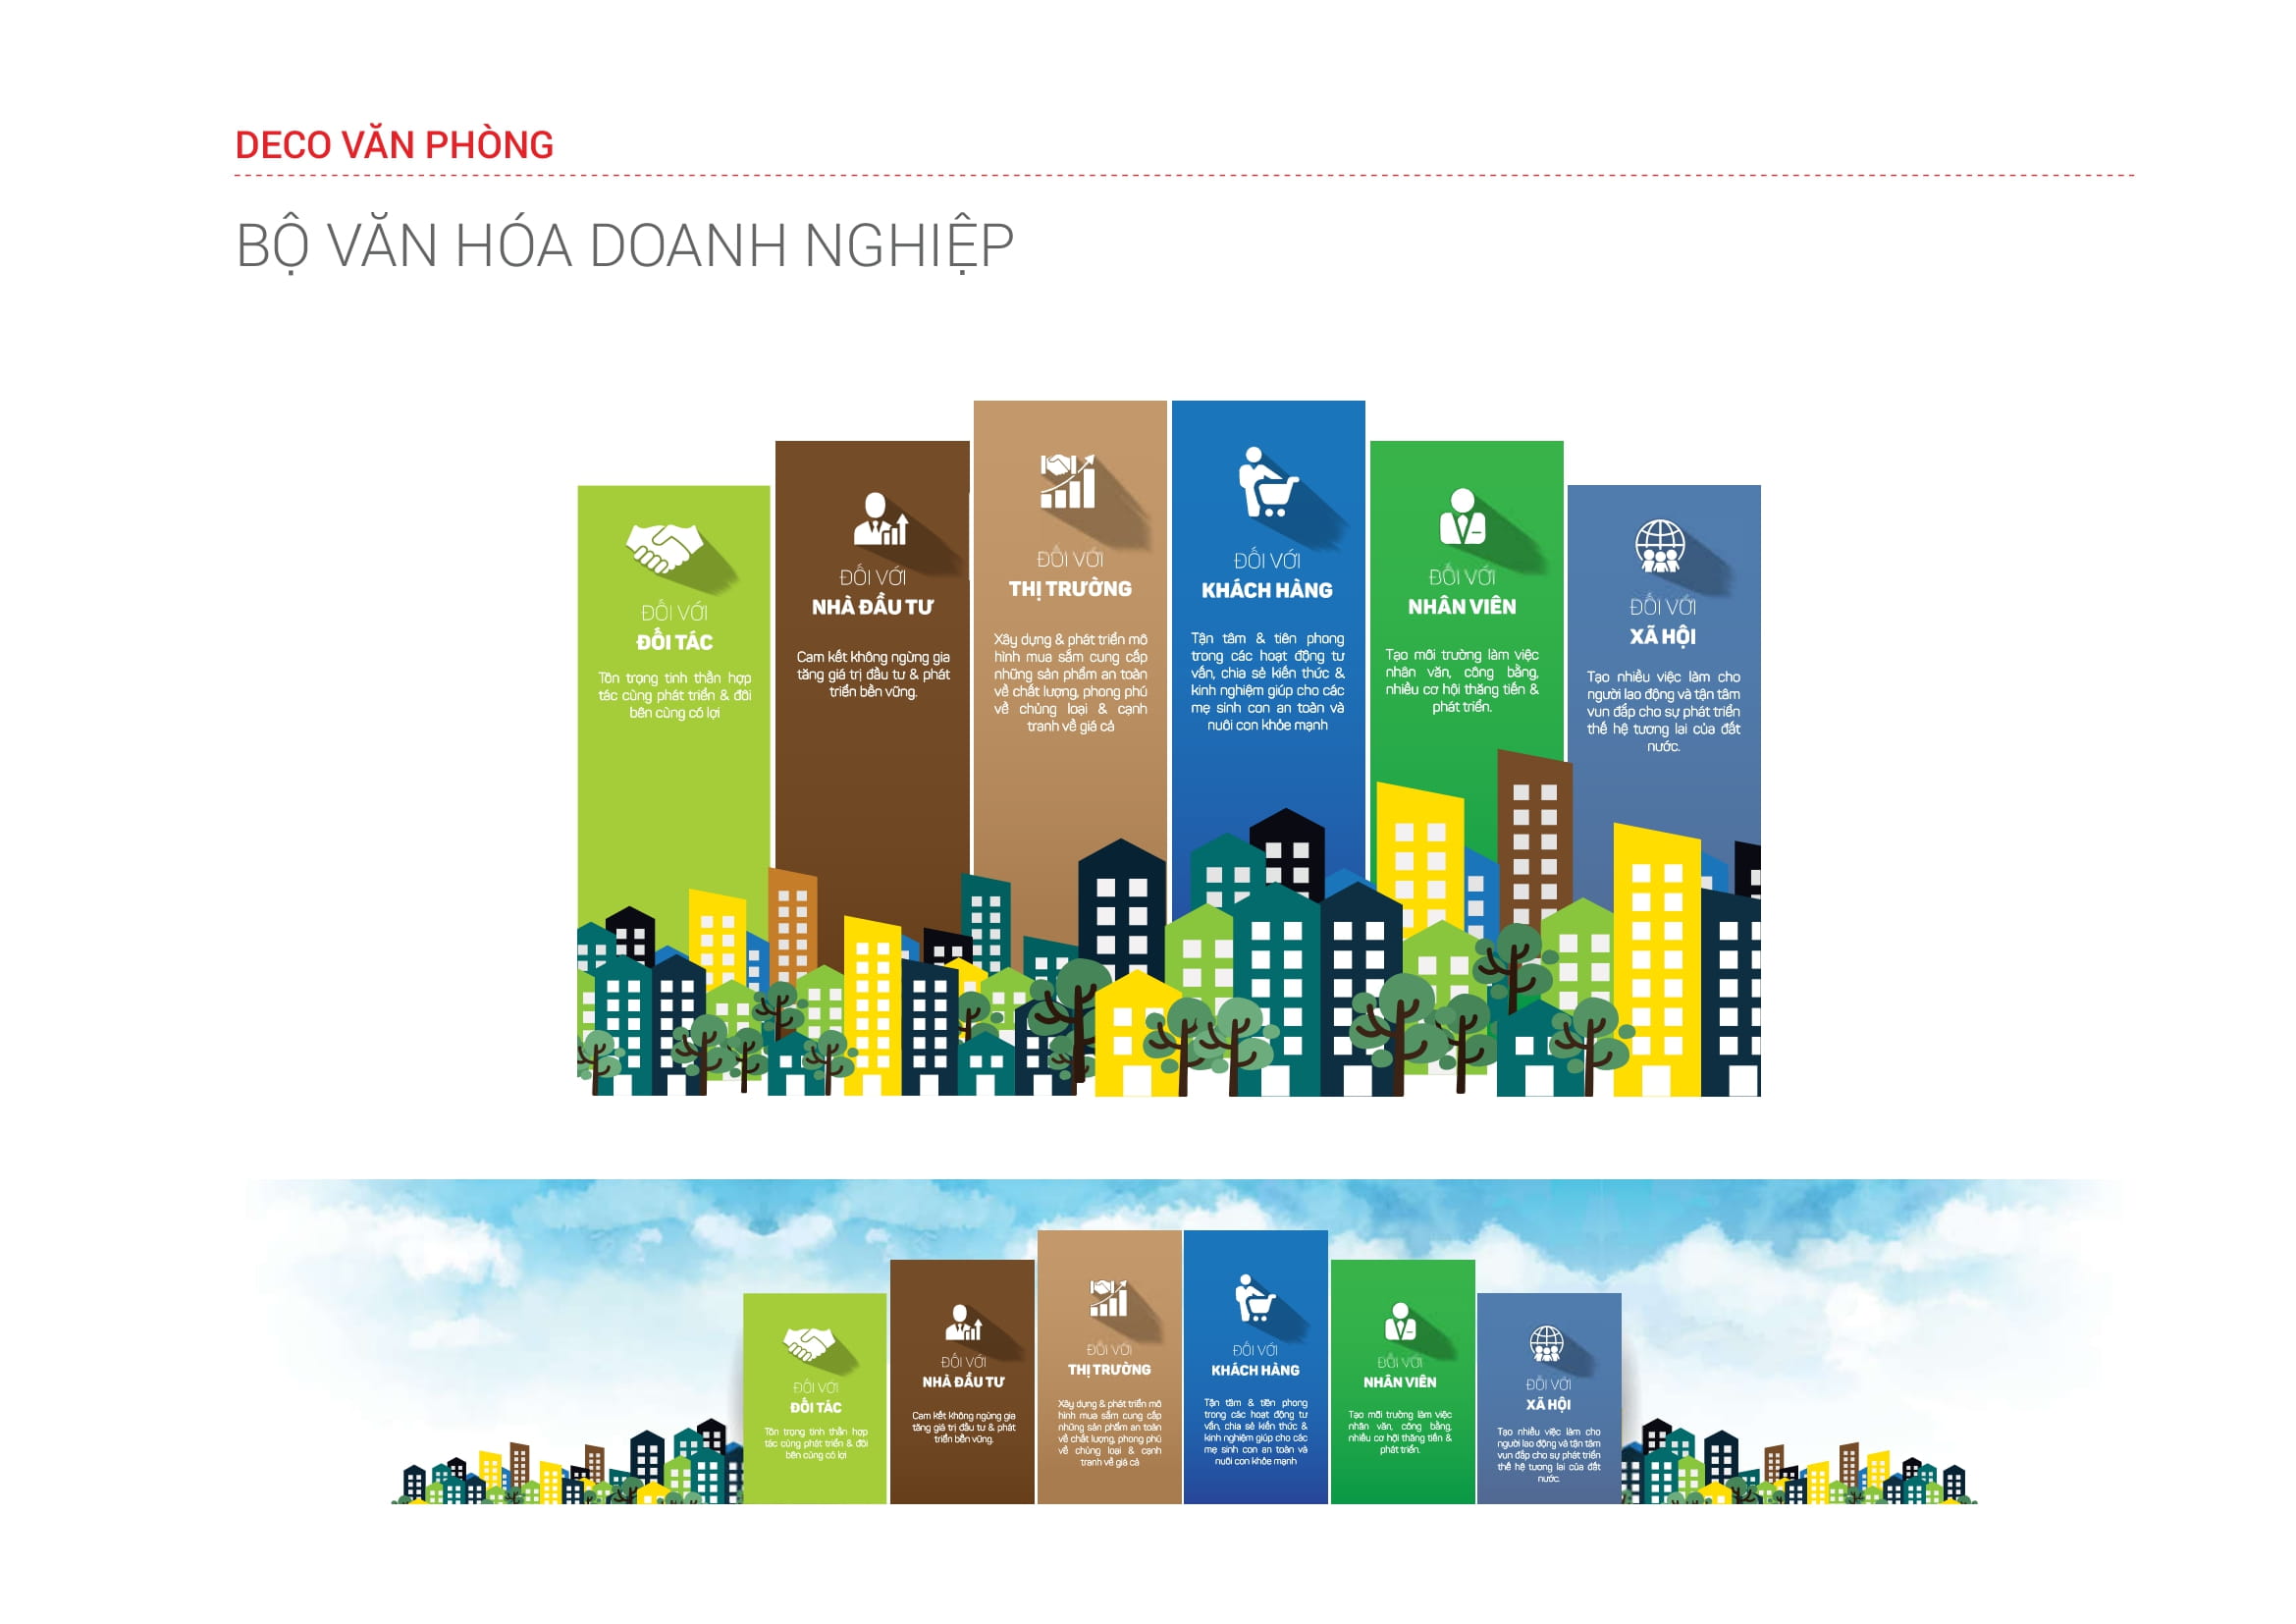 DECO VĂN PHÒNG
BỘ VĂN HÓA DOANH NGHIỆP
ĐỐI VỚI
ĐỐI TÁC
Tôn trọng tinh thần hợp
tác cùng phát triển & đôi
bên cùng có lợi
ĐỐI VỚI
NHÀ ĐẦU TƯ
Cam kết không ngừng gia
tăng giá trị đầu tư & phát
triển bền vững.
ĐỐI VỚI
THỊ TRƯỜNG
Xây dựng & phát triển mô
hình mua sắm cung cấp
những sản phẩm an toàn
về chất lượng, phong phú
về chủng loại & cạnh
tranh về giá cả
ĐỐI VỚI
KHÁCH HÀNG
Tận tâm & tiên phong
trong các hoạt động tư
vấn, chia sẻ kiến thức &
kinh nghiệm giúp cho các
mẹ sinh con an toàn và
nuôi con khỏe mạnh
ĐỐI VỚI
NHÂN VIÊN
Tạo môi trường làm việc
nhân văn, công bằng,
nhiều cơ hội thăng tiến &
phát triển.
ĐỐI VỚI
XÃ HỘI
Tạo nhiều việc làm cho
người lao động và tận tâm
vun đắp cho sự phát triển
thế hệ tương lai của đất
nước.
ĐỐI VỚI
ĐỐI TÁC
Tôn trọng tinh thần hợp
tác cùng phát triển & đôi
bên cùng có lợi
ĐỐI VỚI
NHÀ ĐẦU TƯ
Cam kết không ngừng gia
tăng giá trị đầu tư & phát
triển bền vững.
ĐỐI VỚI
THỊ TRƯỜNG
Xây dựng & phát triển mô
hình mua sắm cung cấp
những sản phẩm an toàn
về chất lượng, phong phú
về chủng loại & cạnh
tranh về giá cả
ĐỐI VỚI
KHÁCH HÀNG
Tận tâm & tiên phong
trong các hoạt động tư
vấn, chia sẻ kiến thức &
kinh nghiệm giúp cho các
mẹ sinh con an toàn và
nuôi con khỏe mạnh
ĐỐI VỚI
NHÂN VIÊN
Tạo môi trường làm việc
nhân văn, công bằng,
nhiều cơ hội thăng tiến &
phát triển.
ĐỐI VỚI
XÃ HỘI
Tạo nhiều việc làm cho
người lao động và tận tâm
vun đắp cho sự phát triển
thế hệ tương lai của đất
nước.